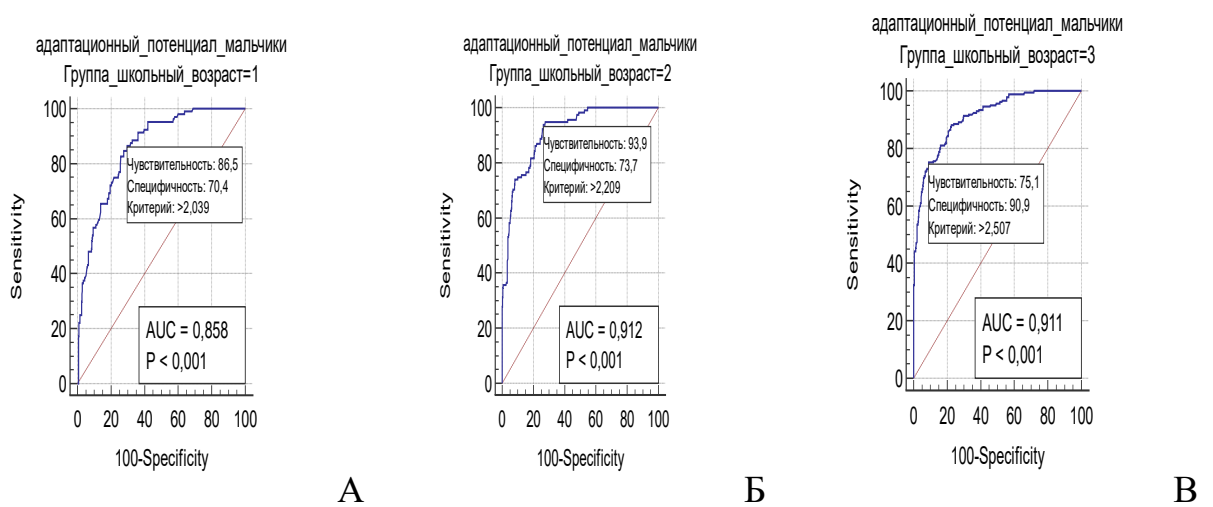 адаптационный_потенциал_мальчики
Группа_школьный_возраст=1
100
80
60
40
20
0
Sensitivity
Чувствительность: 86,5
Специфичность: 70,4
Критерий: >2,039
AUC = 0,858
P < 0,001
0 20 40 60 80 100
100-Specificity
А
адаптационный_потенциал_мальчики
Группа_школьный_возраст=2
100
80
60
40
20
0
Sensitivity
Чувствительность: 93,9
Специфичность: 73,7
Критерий: >2,209
AUC = 0,912
P < 0,001
0 20 40 60 80 100
100-Specificity
Б
адаптационный_потенциал_мальчики
Группа_школьный_возраст=3
100
80
60
40
20
0
Sensitivity
Чувствительность: 75,1
Специфичность: 90,9
Критерий: >2,507
AUC = 0,911
P < 0,001
0 20 40 60 80 100
100-Specificity
В